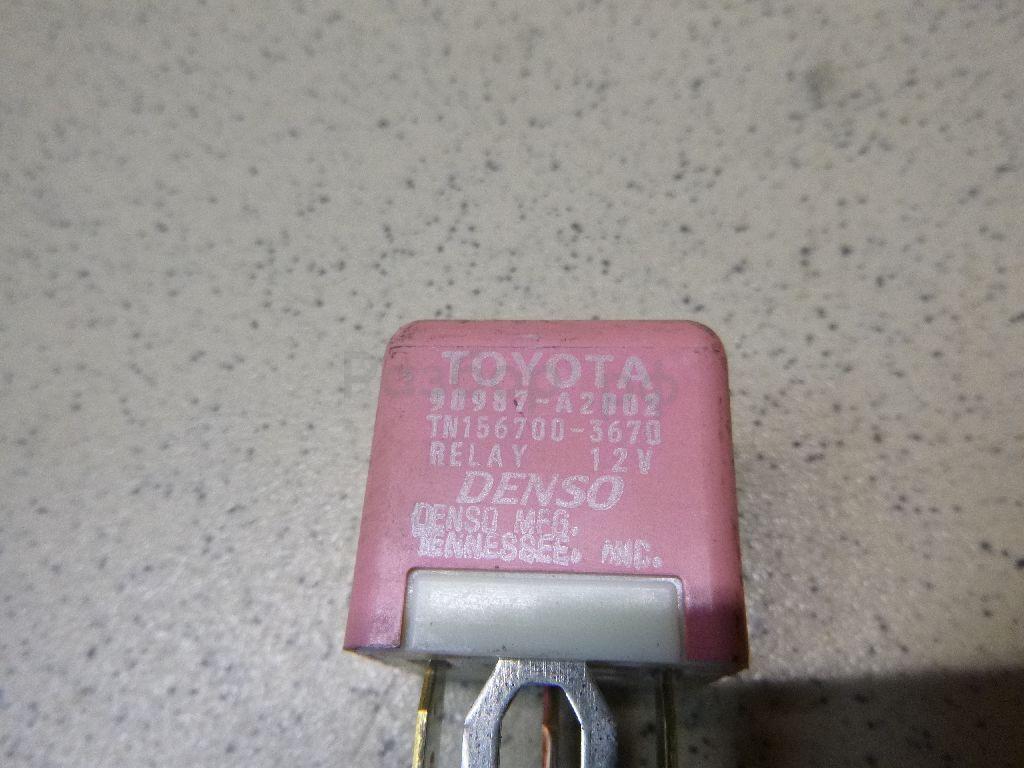 TOYOTA
90987-A2002
TN156700-3670
RELAY 12V
DENSO
DENSO MFG.
TENNESSEE. INC.